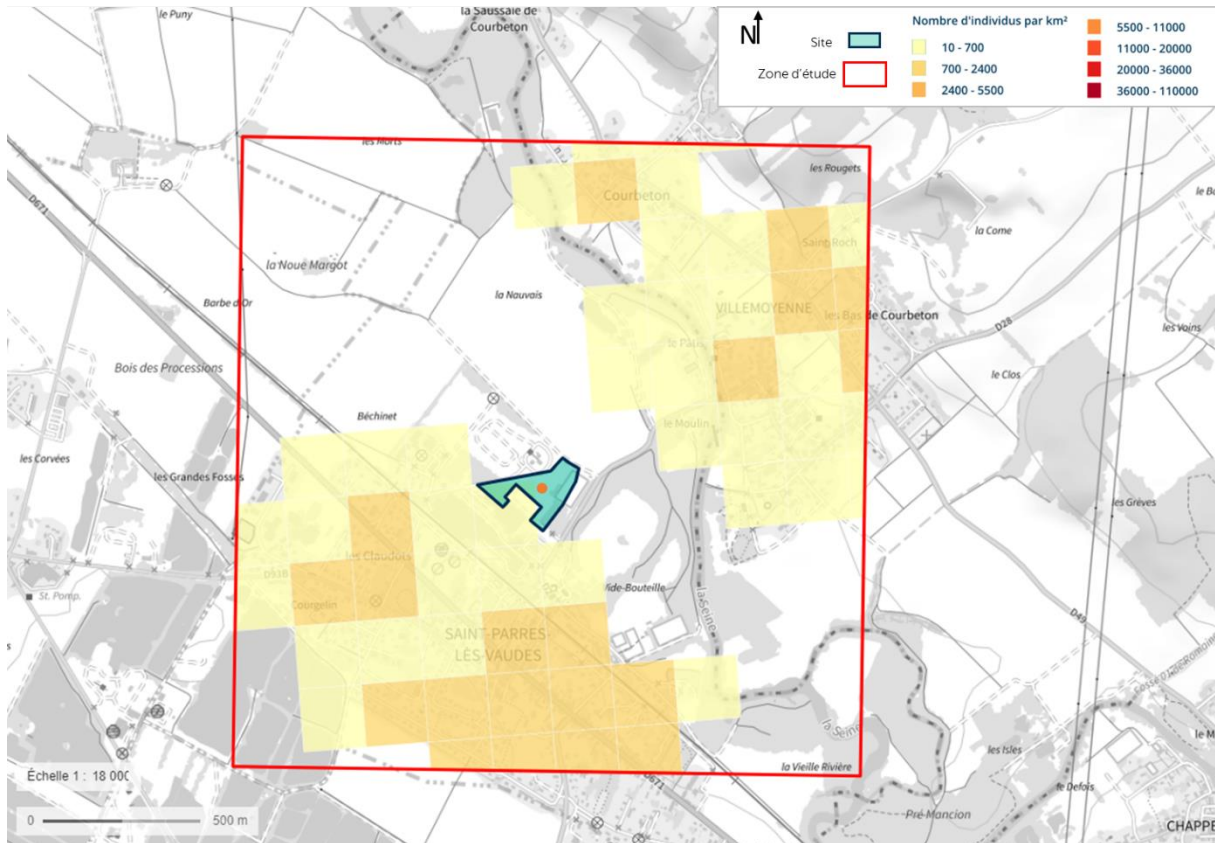 le Puny
la Saussaie de
Courbeton
N
Site
Zone d'étude
Nombre d'individus par km²
10 - 700
700 - 2400
2400 - 5500
5500 - 11000
11000 - 20000
20000 - 36000
36000 - 110000
les Morts
les Rougets
Courbeton
D671
la Come
Saint-Roch
la Noue Margot
la Nauvais
Barbe d'Or
VILLEMOYENNE
les Bas de Courbeton
D28
les Vains
le Pâtis
Bois des Processions
le Clos
Béchinet
le Moulin
les Corvées
les Grandes Fosses
les Grèves
les Claudots
D93B
St. Pomp.
Courgelin
Vide-Bouteille
la Seine
D49
SAINT-PARRES-
LÈS-VAUDES
la Seine
les Isles
Échelle 1 : 18 000
la Vieille Rivière
D671
le Defois
0
500 m
Pré-Mancion
CHAPPE